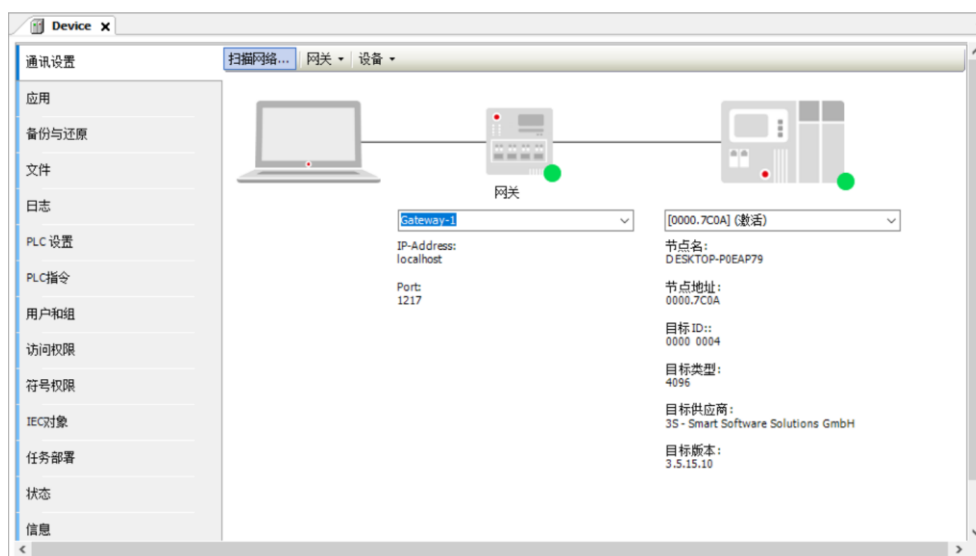 Device
通讯设置
应用
备份与还原
文件
日志
PLC 设置
PLC指令
用户和组
访问权限
符号权限
IEC对象
任务部署
状态
信息
扫描网络... 网关 设备
网关
Gateway-1
IP-Address:
localhost
Port:
1217
[0000.7C0A] (激活)
节点名:
DESKTOP-P0EAP79
节点地址:
0000.7C0A
目标ID::
0000 0004
目标类型:
4096
目标供应商:
3S - Smart Software Solutions GmbH
目标版本:
3.5.15.10